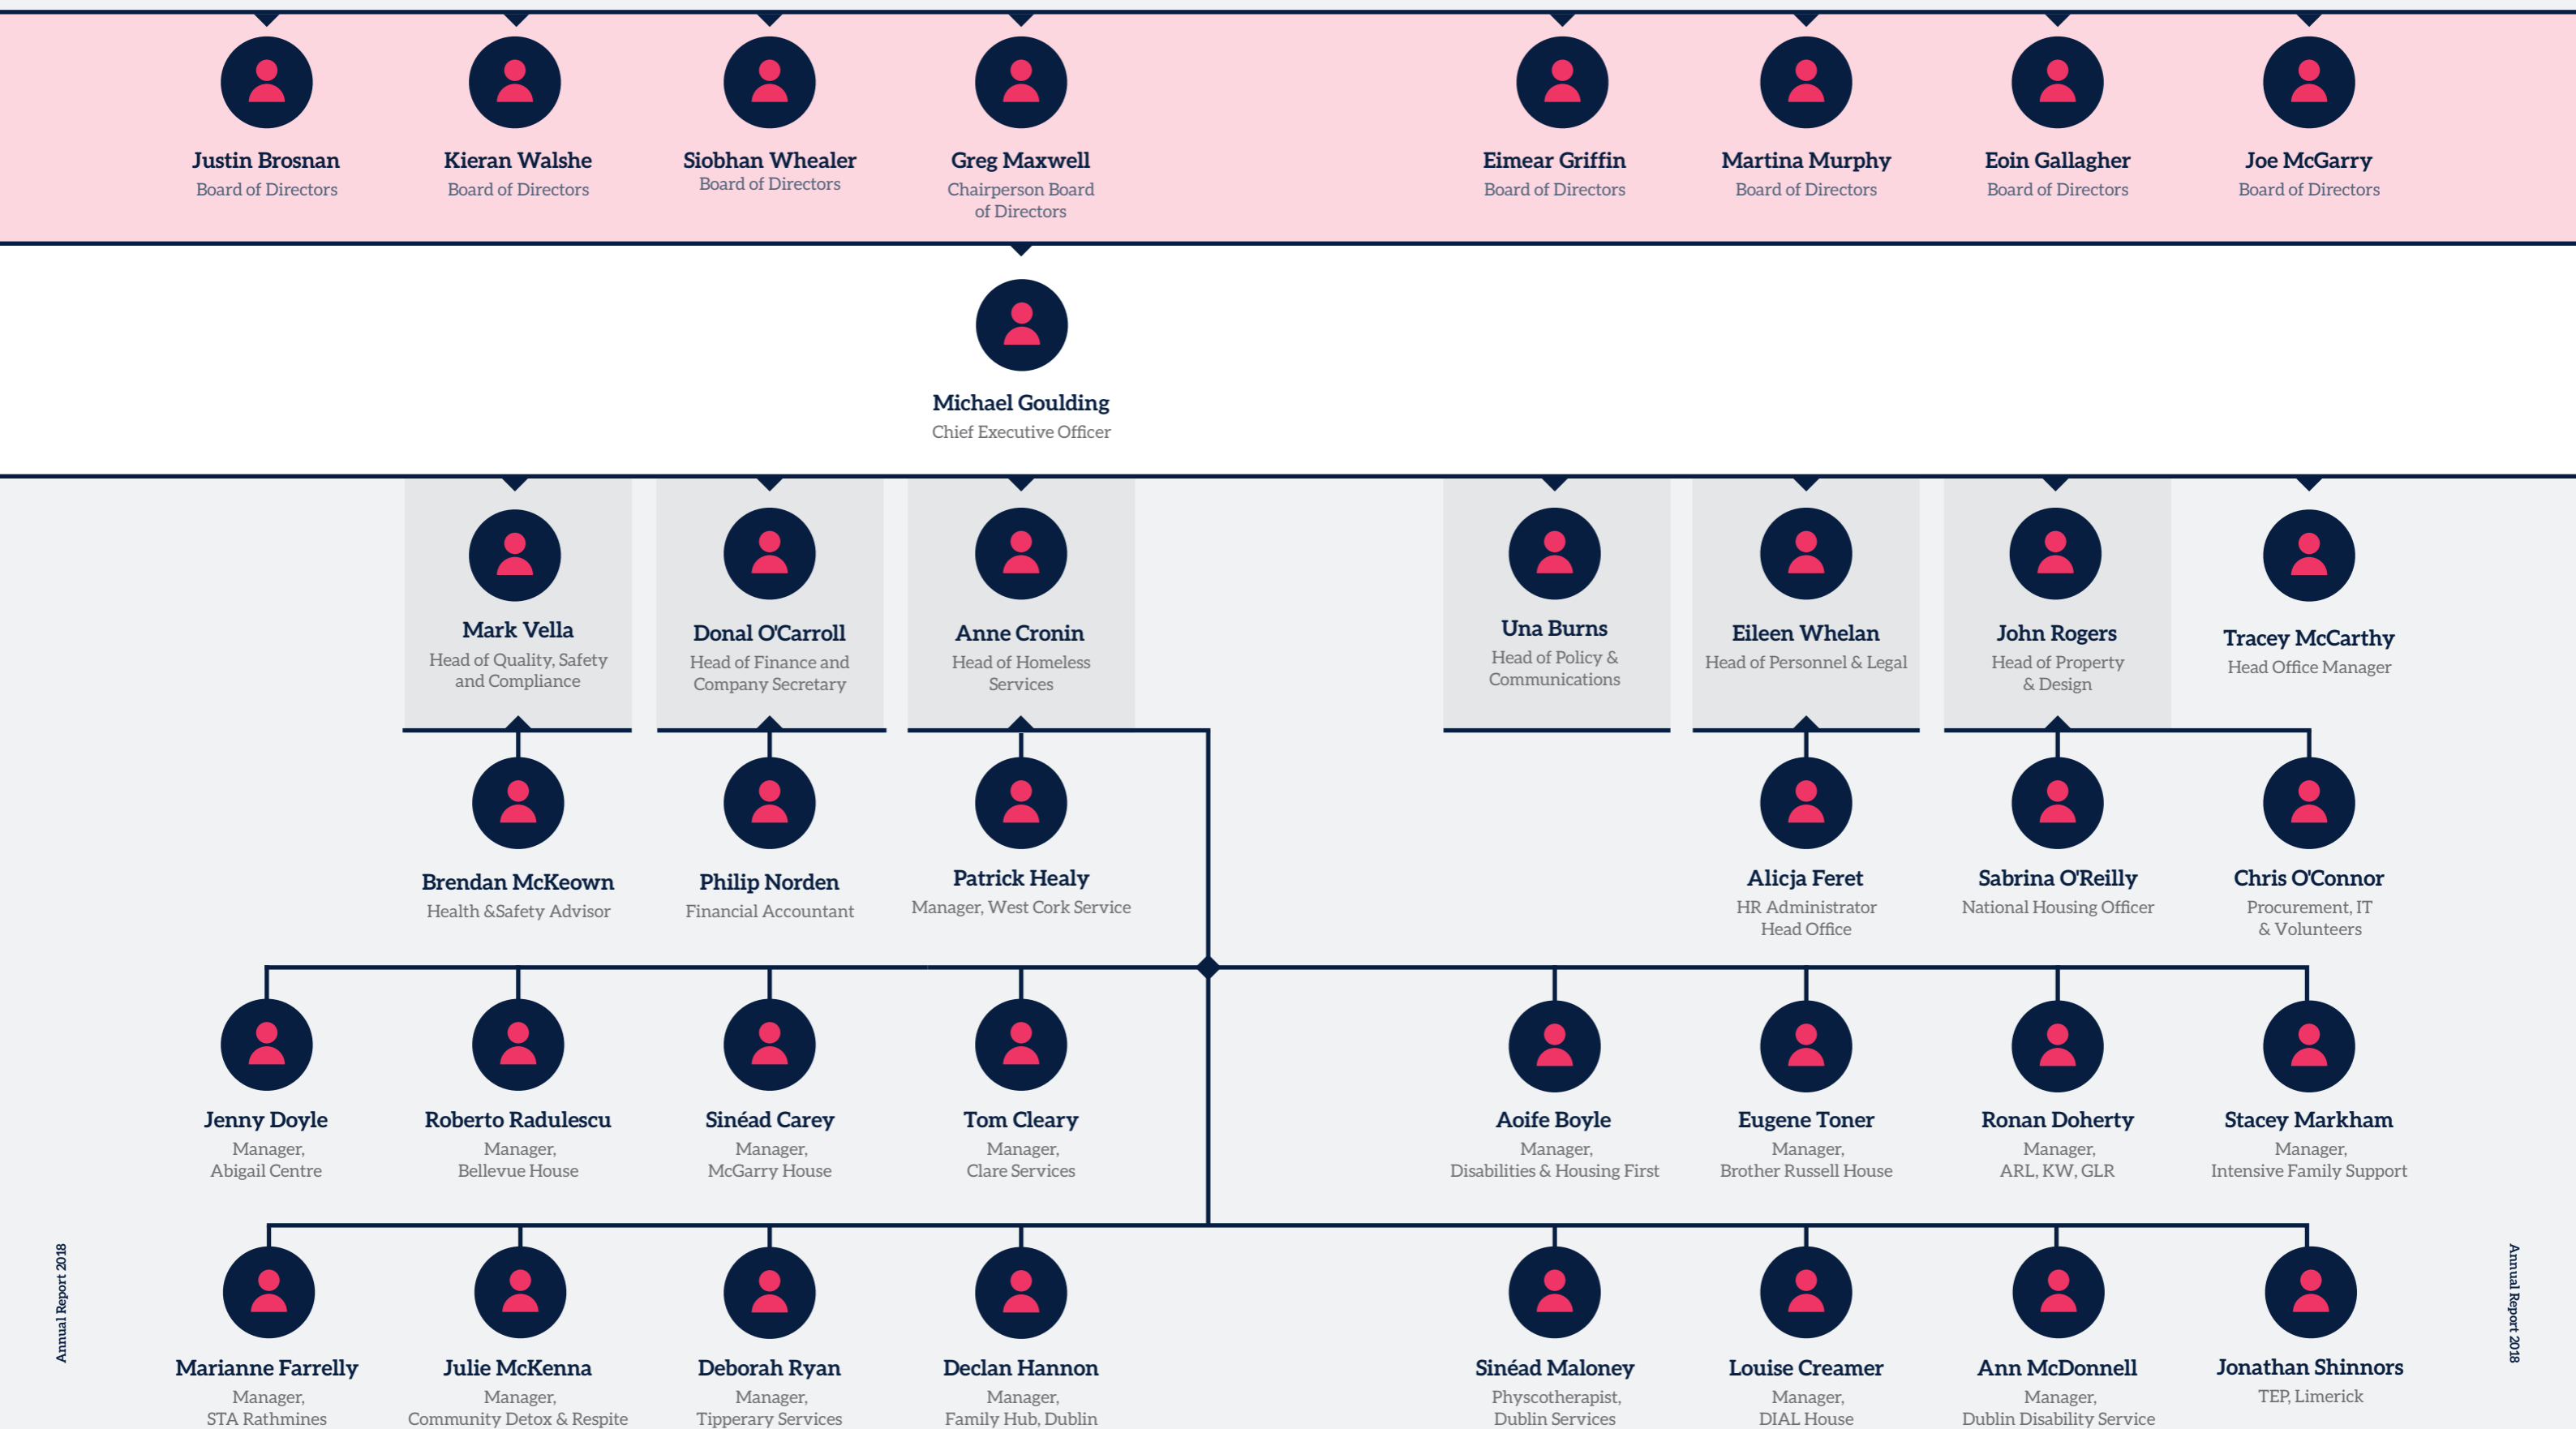 Justin Brosnan
Board of Directors
Kieran Walshe
Board of Directors
Siobhan Whealer
Board of Directors
Greg Maxwell
Chairperson Board
of Directors
Eimear Griffin
Board of Directors
Martina Murphy
Board of Directors
Eoin Gallagher
Board of Directors
Joe McGarry
Board of Directors
Michael Goulding
Chief Executive Officer
Mark Vella
Head of Quality, Safety
and Compliance
Donal O'Carroll
Head of Finance and
Company Secretary
Anne Cronin
Head of Homeless
Services
Una Burns
Head of Policy &
Communications
Eileen Whelan
Head of Personnel & Legal
John Rogers
Head of Property
& Design
Tracey McCarthy
Head Office Manager
Brendan McKeown
Health &Safety Advisor
Philip Norden
Financial Accountant
Patrick Healy
Manager, West Cork Service
Alicja Feret
HR Administrator
Head Office
Sabrina O'Reilly
National Housing Officer
Chris O'Connor
Procurement, IT
& Volunteers
Jenny Doyle
Manager,
Abigail Centre
Roberto Radulescu
Manager,
Bellevue House
Sinéad Carey
Manager,
McGarry House
Tom Cleary
Manager,
Clare Services
Aoife Boyle
Manager,
Disabilities & Housing First
Eugene Toner
Manager,
Brother Russell House
Ronan Doherty
Manager,
ARL, KW, GLR
Stacey Markham
Manager,
Intensive Family Support
Marianne Farrelly
Manager,
STA Rathmines
Julie McKenna
Manager,
Community Detox & Respite
Deborah Ryan
Manager,
Tipperary Services
Declan Hannon
Manager,
Family Hub, Dublin
Sinéad Maloney
Physcotherapist,
Dublin Services
Louise Creamer
Manager,
DIAL House
Ann McDonnell
Manager,
Dublin Disability Service
Jonathan Shinnors
TEP, Limerick
Annual Report 2018
Annual Report 2018